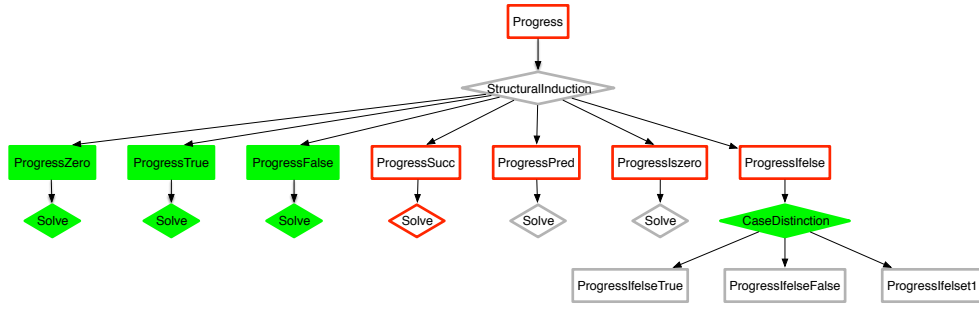 Progress
StructuralInduction
ProgressZero
ProgressTrue
ProgressFalse
ProgressSucc
ProgressPred
ProgressIszero
ProgressIfelse
Solve
Solve
Solve
Solve
Solve
Solve
CaseDistinction
ProgressIfelseTrue
ProgressIfelseFalse
ProgressIfelset1